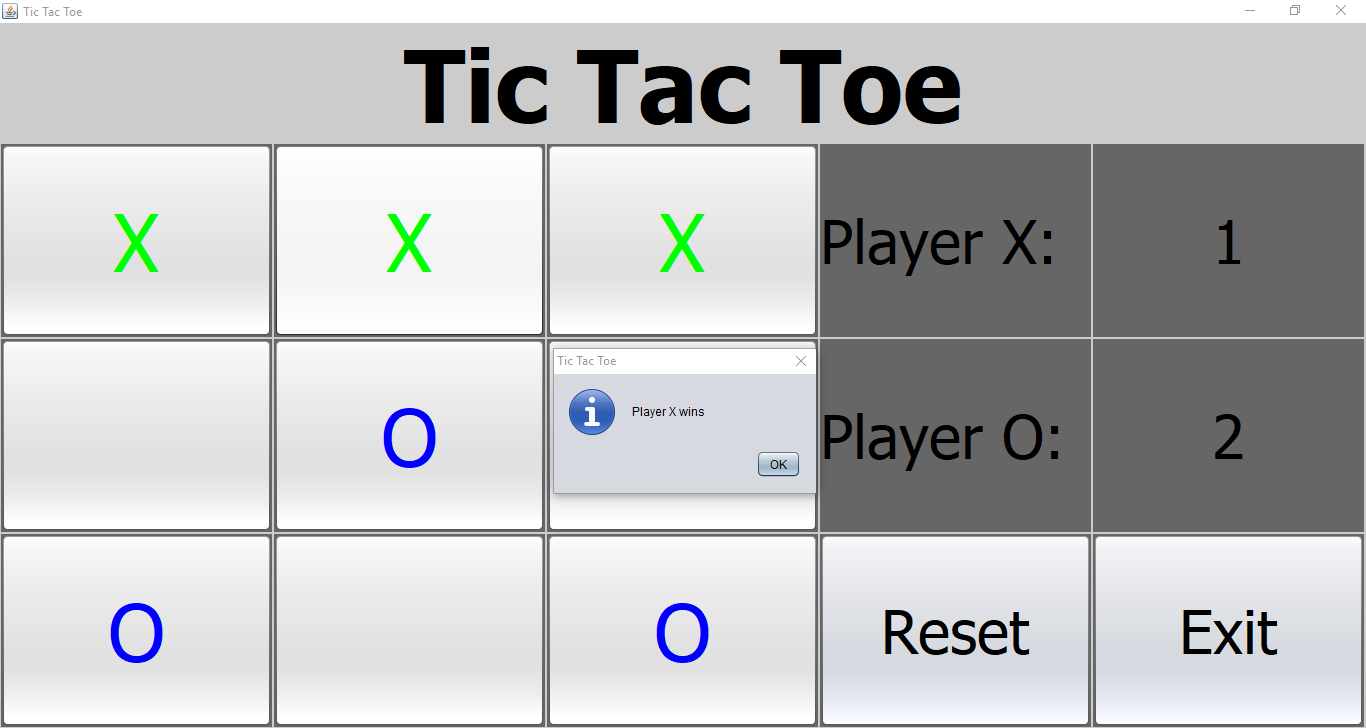 Tic Tac Toe
Tic Tac Toe
X X X Player X: 1
Tic Tac Toe
Player X wins
O Player O: 2
OK
O O Reset Exit